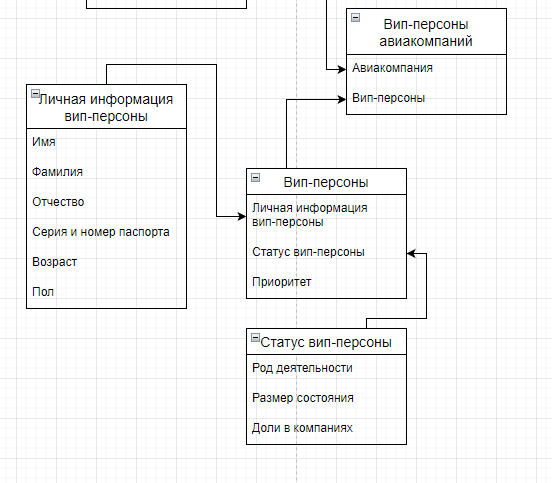 Вип-персоны
авиакомпаний
Авиакомпания
Вип-персоны
Личная информация
вип-персоны
Имя
Фамилия
Отчество
Серия и номер паспорта
Возраст
Пол
Вип-персоны
Личная информация
вип-персоны
Статус вип-персоны
Приоритет
Статус вип-персоны
Род деятельности
Размер состояния
Доли в компаниях